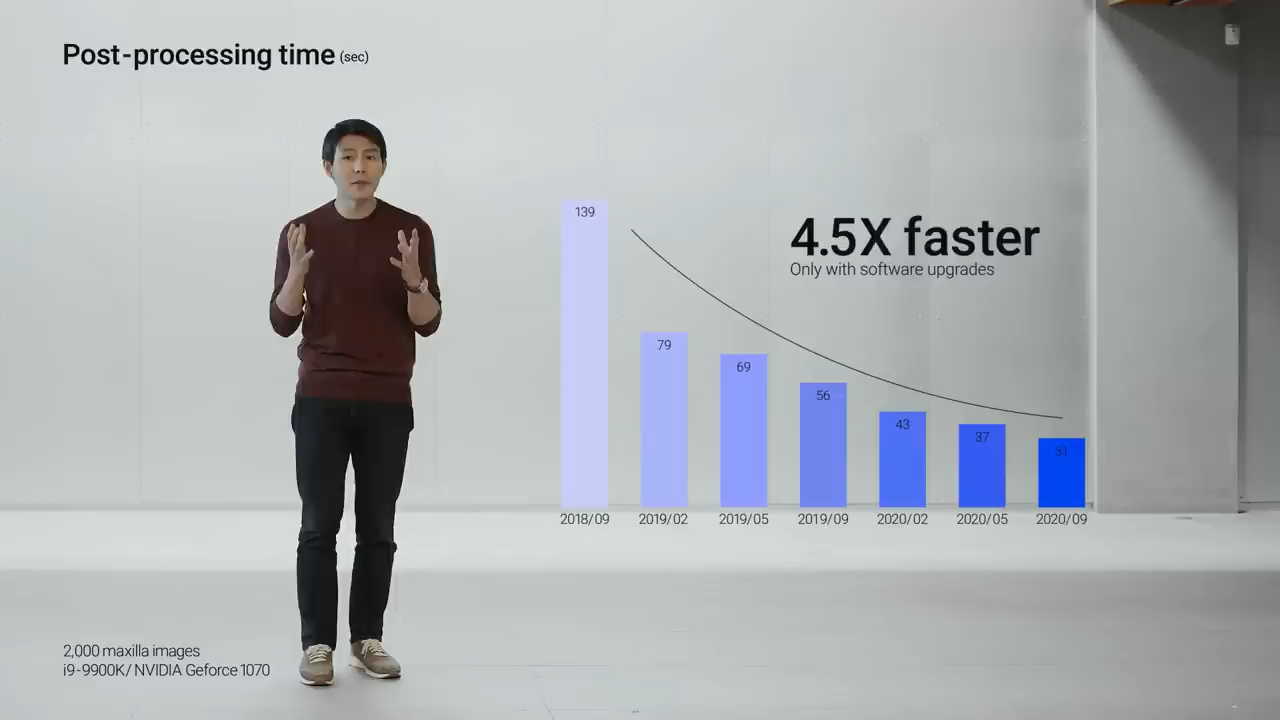 Post-processing time (sec)
139
79
69
56
43
37
31
4.5X faster
Only with software upgrades
2018/09
2019/02
2019/05
2019/09
2020/02
2020/05
2020/09
2,000 maxilla images
i9-9900K/ NVIDIA Geforce 1070